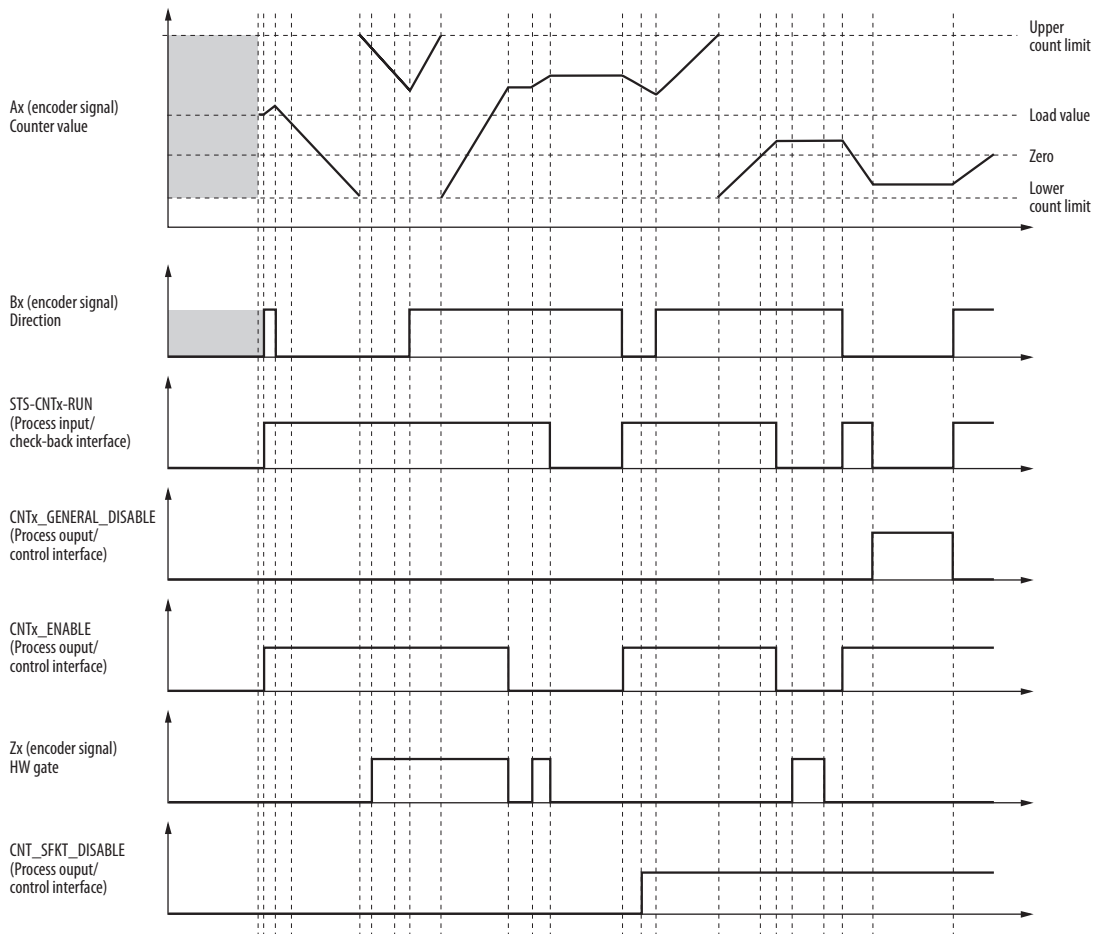 Upper
count limit
Ax (encoder signal)
Counter value
Load value
Zero
Lower
count limit
Bx (encoder signal)
Direction
STS-CNTx-RUN
(Process input/
check-back interface)
CNTx_GENERAL_DISABLE
(Process ouput/
control interface)
CNTx_ENABLE
(Process ouput/
control interface)
Zx (encoder signal)
HW gate
CNT_SFKT_DISABLE
(Process ouput/
control interface)